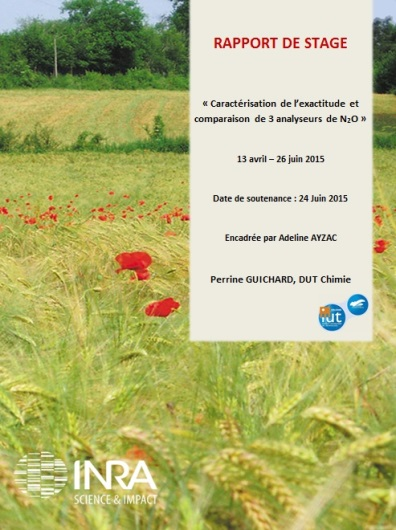 RAPPORT DE STAGE
« Caractérisation de l'exactitude et
comparaison de 3 analyseurs de N₂O »
13 avril – 26 juin 2015
Date de soutenance : 24 Juin 2015
Encadrée par Adeline AYZAC
Perrine GUICHARD, DUT Chimie
iut
INRA
SCIENCE & IMPACT